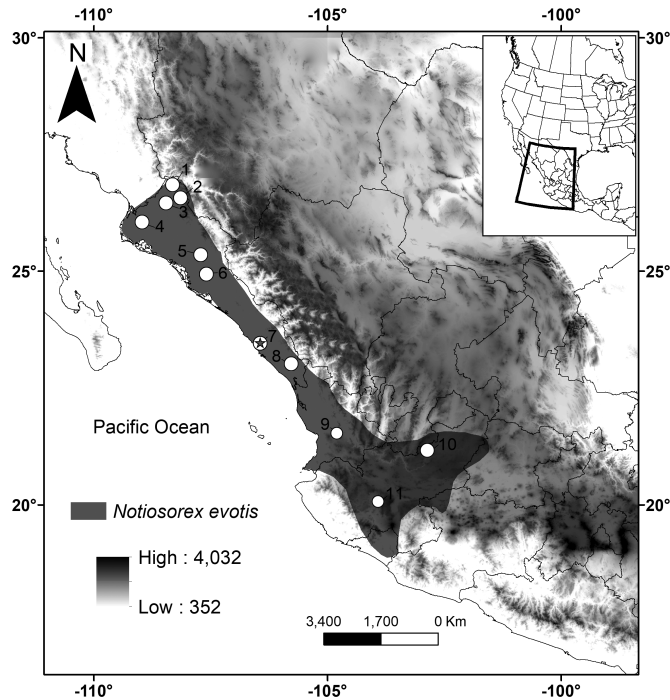 -110° -105° -100°
30° 30°
N
1
2
3
4
5
6
25° 25°
7
8
Pacific Ocean
9
10
11
20° 20°
Notiosorex evotis
High : 4,032
Low : 352
3,400 1,700 0 Km
-110° -105° -100°